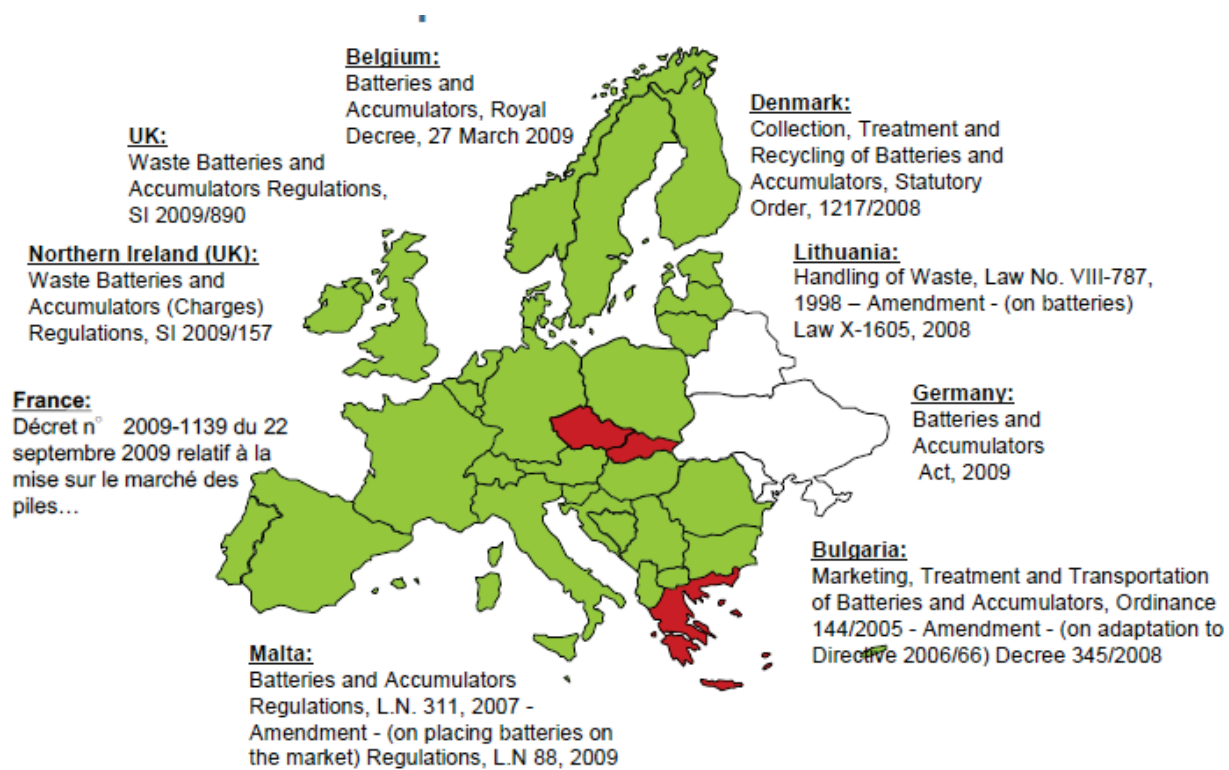 Belgium:
Batteries and
Accumulators, Royal
Decree, 27 March 2009
UK:
Waste Batteries and
Accumulators Regulations,
SI 2009/890
Denmark:
Collection, Treatment and
Recycling of Batteries and
Accumulators, Statutory
Order, 1217/2008
Northern Ireland (UK):
Waste Batteries and
Accumulators (Charges)
Regulations, SI 2009/157
Lithuania:
Handling of Waste, Law No. VIII-787,
1998 – Amendment - (on batteries)
Law X-1605, 2008
France:
Décret n° 2009-1139 du 22
septembre 2009 relatif à la
mise sur le marché des
piles…
Germany:
Batteries and
Accumulators
Act, 2009
Bulgaria:
Marketing, Treatment and Transportation
of Batteries and Accumulators, Ordinance
144/2005 - Amendment - (on adaptation to
Directive 2006/66) Decree 345/2008
Malta:
Batteries and Accumulators
Regulations, L.N. 311, 2007 -
Amendment - (on placing batteries on
the market) Regulations, L.N 88, 2009